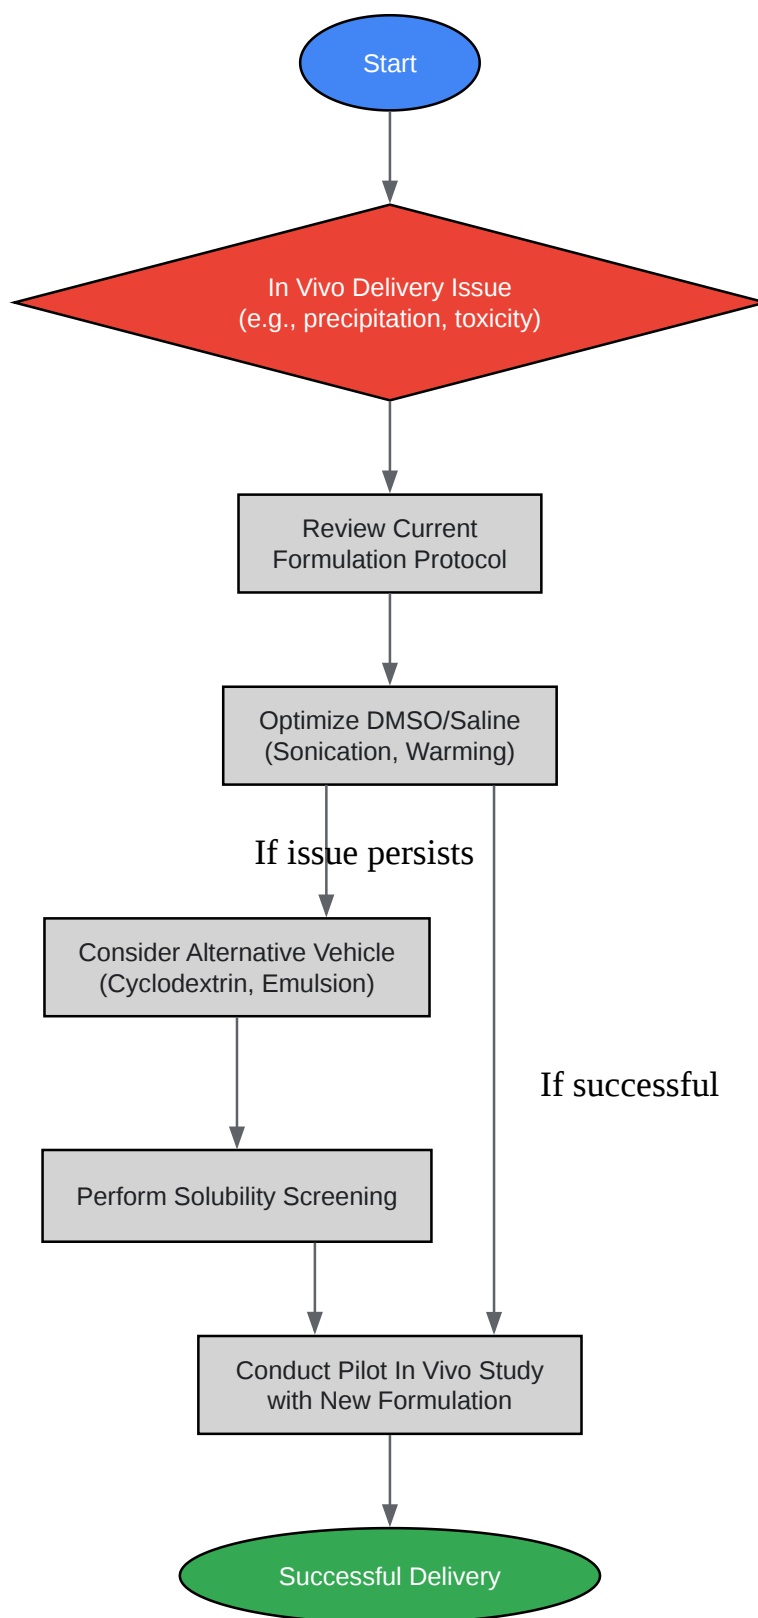 Start
In Vivo Delivery Issue
(e.g., precipitation, toxicity)
Review Current
Formulation Protocol
Optimize DMSO/Saline
(Sonication, Warming)
If issue persists
Consider Alternative Vehicle
(Cyclodextrin, Emulsion)
If successful
Perform Solubility Screening
Conduct Pilot In Vivo Study
with New Formulation
Successful Delivery